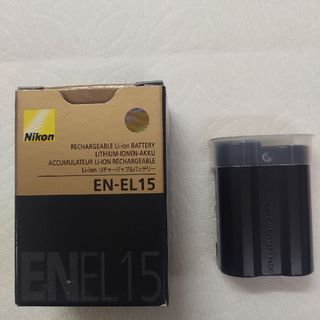 Nikon
RECHARGEABLE Li-ion BATTERY
LITHIUM-IONEN-AKKU
ACCUMULATEUR Li-ION RECHARGEABLE
Li-ion リチャージャブルバッテリー
EN-EL15
ENEL15